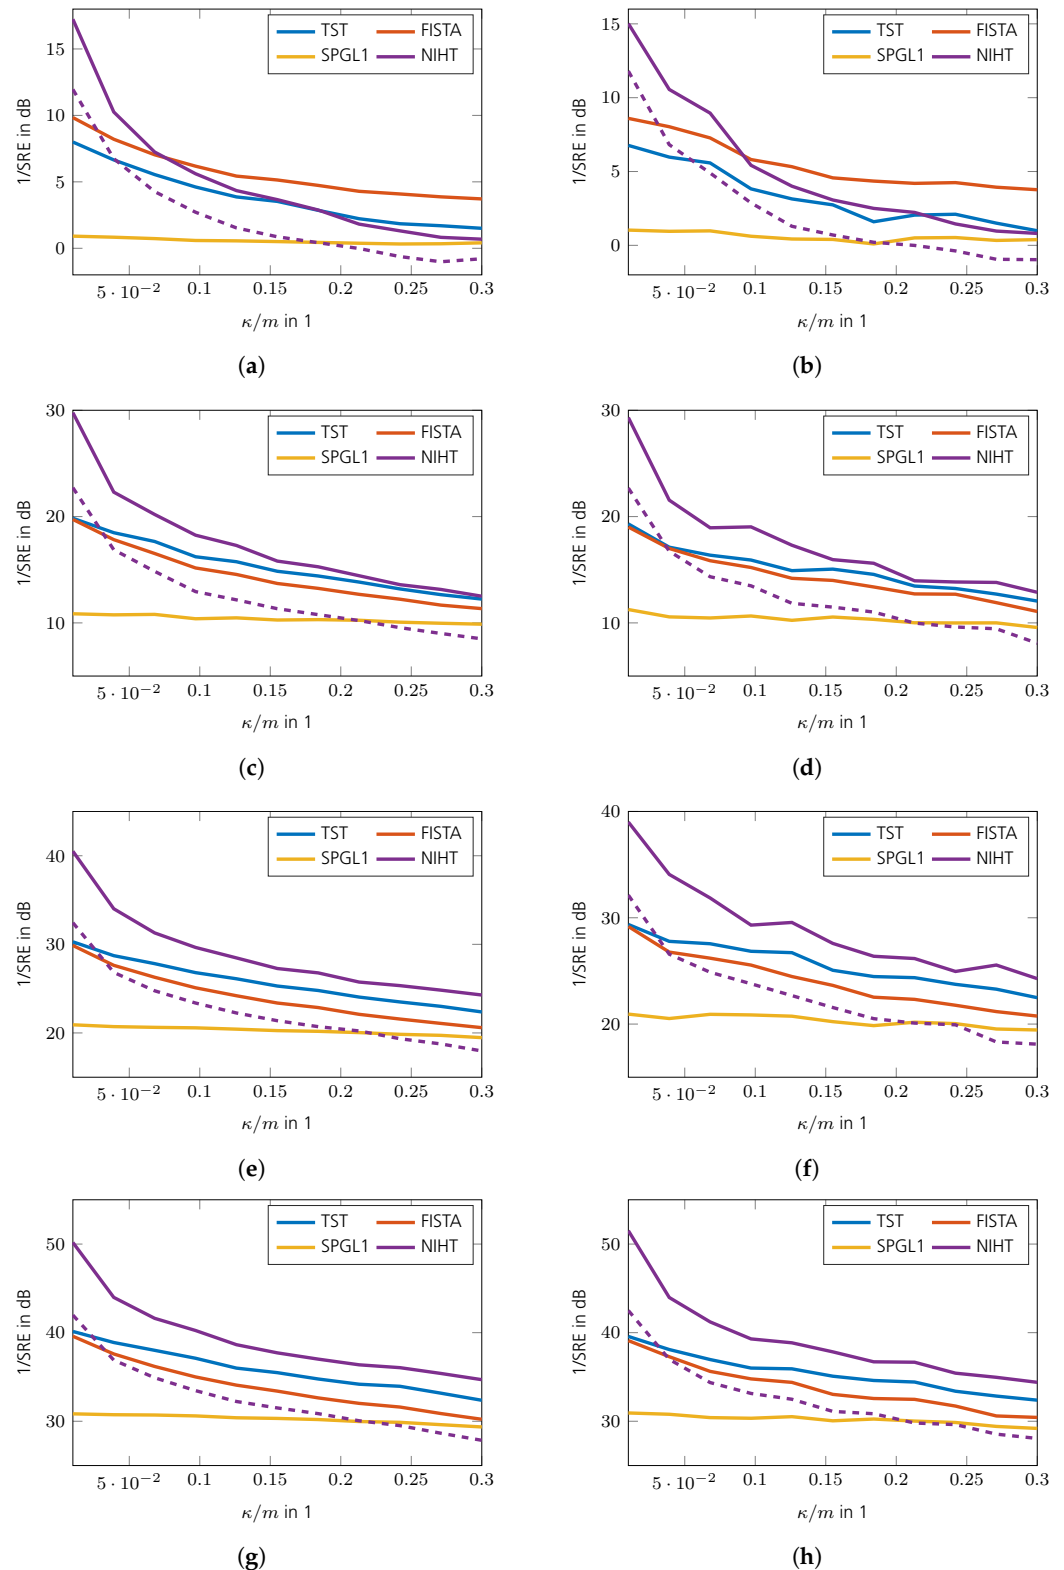 TST FISTA
SPGL1 NIHT
15
10
5
0
1/SRE in dB
5 · 10−2 0.1 0.15 0.2 0.25 0.3
κ/m in 1
(a)
TST FISTA
SPGL1 NIHT
15
10
5
0
1/SRE in dB
5 · 10−2 0.1 0.15 0.2 0.25 0.3
κ/m in 1
(b)
TST FISTA
SPGL1 NIHT
30
20
10
1/SRE in dB
5 · 10−2 0.1 0.15 0.2 0.25 0.3
κ/m in 1
(c)
TST FISTA
SPGL1 NIHT
30
20
10
1/SRE in dB
5 · 10−2 0.1 0.15 0.2 0.25 0.3
κ/m in 1
(d)
TST FISTA
SPGL1 NIHT
40
30
20
1/SRE in dB
5 · 10−2 0.1 0.15 0.2 0.25 0.3
κ/m in 1
(e)
TST FISTA
SPGL1 NIHT
40
30
20
1/SRE in dB
5 · 10−2 0.1 0.15 0.2 0.25 0.3
κ/m in 1
(f)
TST FISTA
SPGL1 NIHT
50
40
30
1/SRE in dB
5 · 10−2 0.1 0.15 0.2 0.25 0.3
κ/m in 1
(g)
TST FISTA
SPGL1 NIHT
50
40
30
1/SRE in dB
5 · 10−2 0.1 0.15 0.2 0.25 0.3
κ/m in 1
(h)